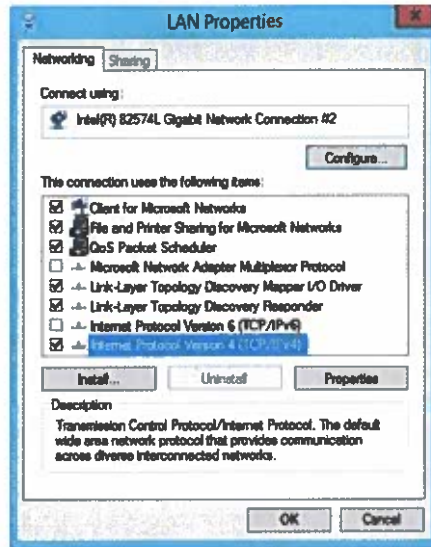 LAN Properties
Networking
Sharing
Connect using:
Intel(R) 82574L Gigabit Network Connection #2
Configure...
This connection uses the following items:
Client for Microsoft Networks
File and Printer Sharing for Microsoft Networks
QoS Packet Scheduler
Microsoft Network Adapter Multiplexor Protocol
Link-Layer Topology Discovery Mapper I/O Driver
Link-Layer Topology Discovery Responder
Internet Protocol Version 6 (TCP/IPv6)
Internet Protocol Version 4 (TCP/IPv4)
Install...
Uninstall
Properties
Description
Transmission Control Protocol/Internet Protocol. The default
wide area network protocol that provides communication
across diverse interconnected networks.
OK
Cancel